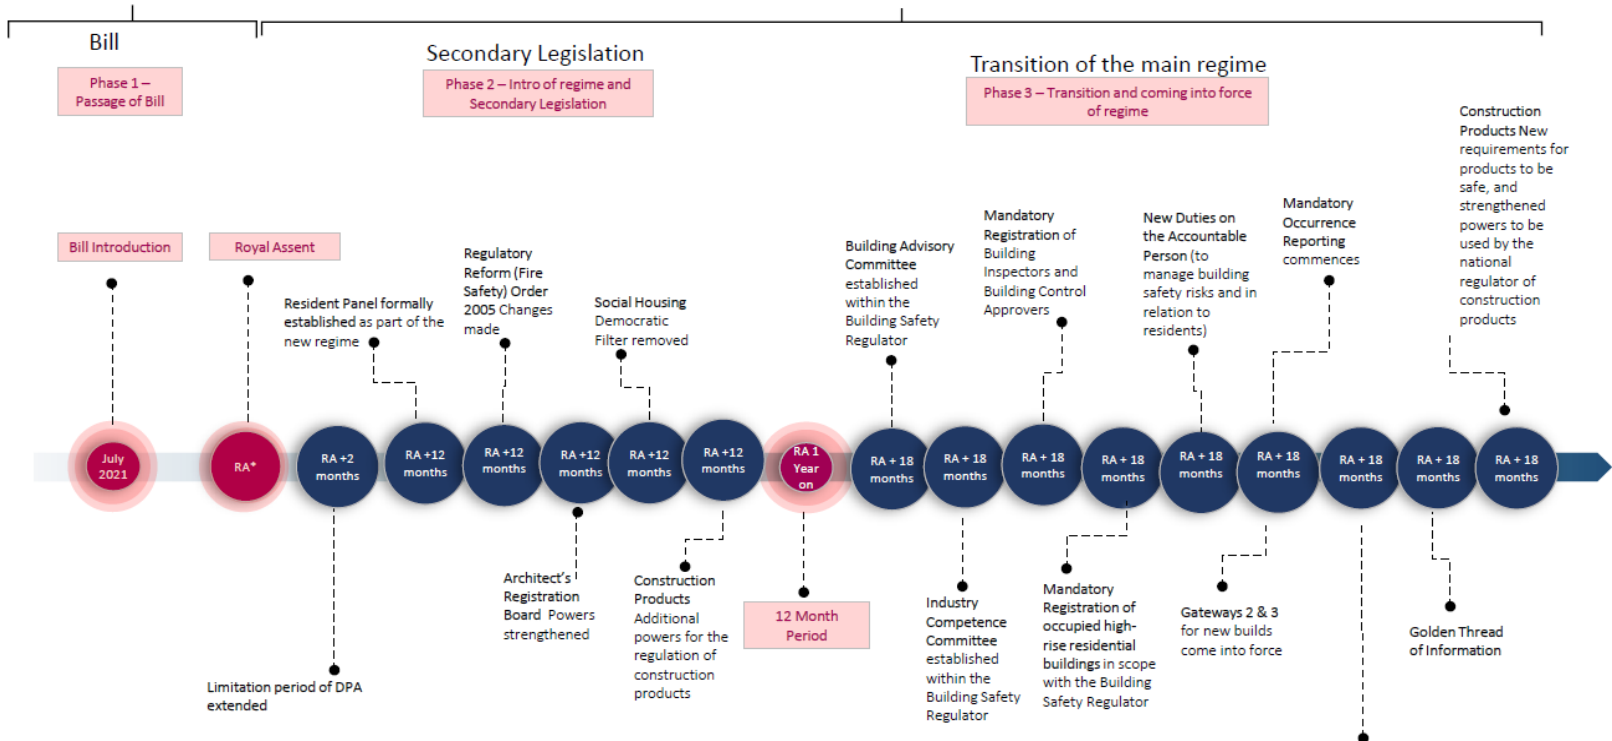 Bill
Secondary Legislation
Transition of the main regime
Phase 1 –
Passage of Bill
Phase 2 – Intro of regime and
Secondary Legislation
Phase 3 – Transition and coming into force
of regime
Bill Introduction
Royal Assent
Resident Panel formally
established as part of the
new regime
Regulatory
Reform (Fire
Safety) Order
2005 Changes
made
Social Housing
Democratic
Filter removed
Building Advisory
Committee
established
within the
Building Safety
Regulator
Mandatory
Registration of
Building
Inspectors and
Building Control
Approvers
New Duties on
the Accountable
Person (to
manage building
safety risks and in
relation to
residents)
Mandatory
Occurrence
Reporting
commences
Construction
Products New
requirements for
products to be
safe, and
strengthened
powers to be
used by the
national
regulator of
construction
products
July
2021
RA*
RA +2
months
RA +12
months
RA +12
months
RA +12
months
RA +12
months
RA +12
months
RA 1
Year
on
RA + 18
months
RA + 18
months
RA + 18
months
RA + 18
months
RA + 18
months
RA + 18
months
RA + 18
months
RA + 18
months
RA + 18
months
Limitation period of DPA
extended
Architect's
Registration
Board Powers
strengthened
Construction
Products
Additional
powers for the
regulation of
construction
products
12 Month
Period
Industry
Competence
Committee
established
within the
Building Safety
Regulator
Mandatory
Registration of
occupied high-
rise residential
buildings in scope
with the Building
Safety Regulator
Gateways 2 & 3
for new builds
come into force
Golden Thread
of Information